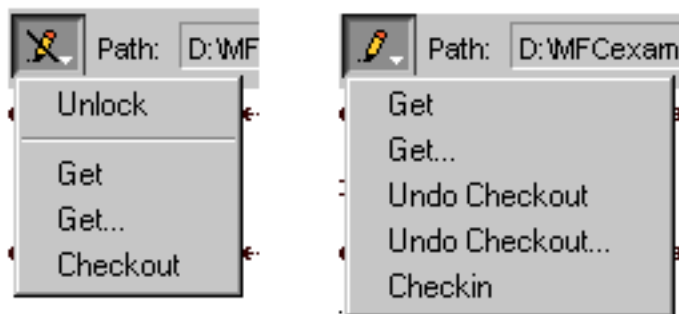 Path: D:\MF
Unlock
Get
Get...
Checkout
Path: D:\MFCexam
Get
Get...
Undo Checkout
Undo Checkout...
Checkin